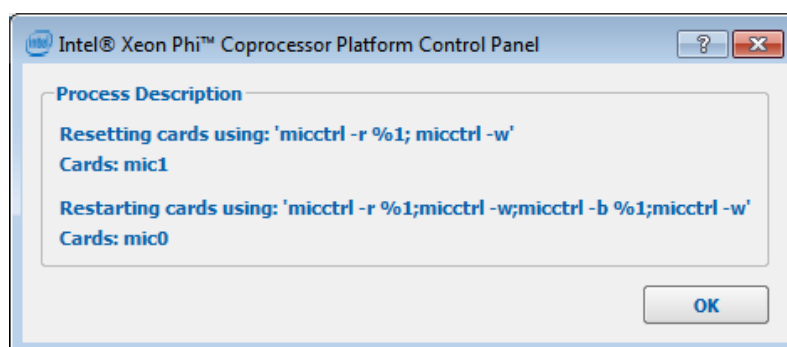 Intel® Xeon Phi™ Coprocessor Platform Control Panel
Process Description
Resetting cards using: 'micctrl -r %1; micctrl -w'
Cards: mic1
Restarting cards using: 'micctrl -r %1;micctrl -w;micctrl -b %1;micctrl -w'
Cards: mic0
OK